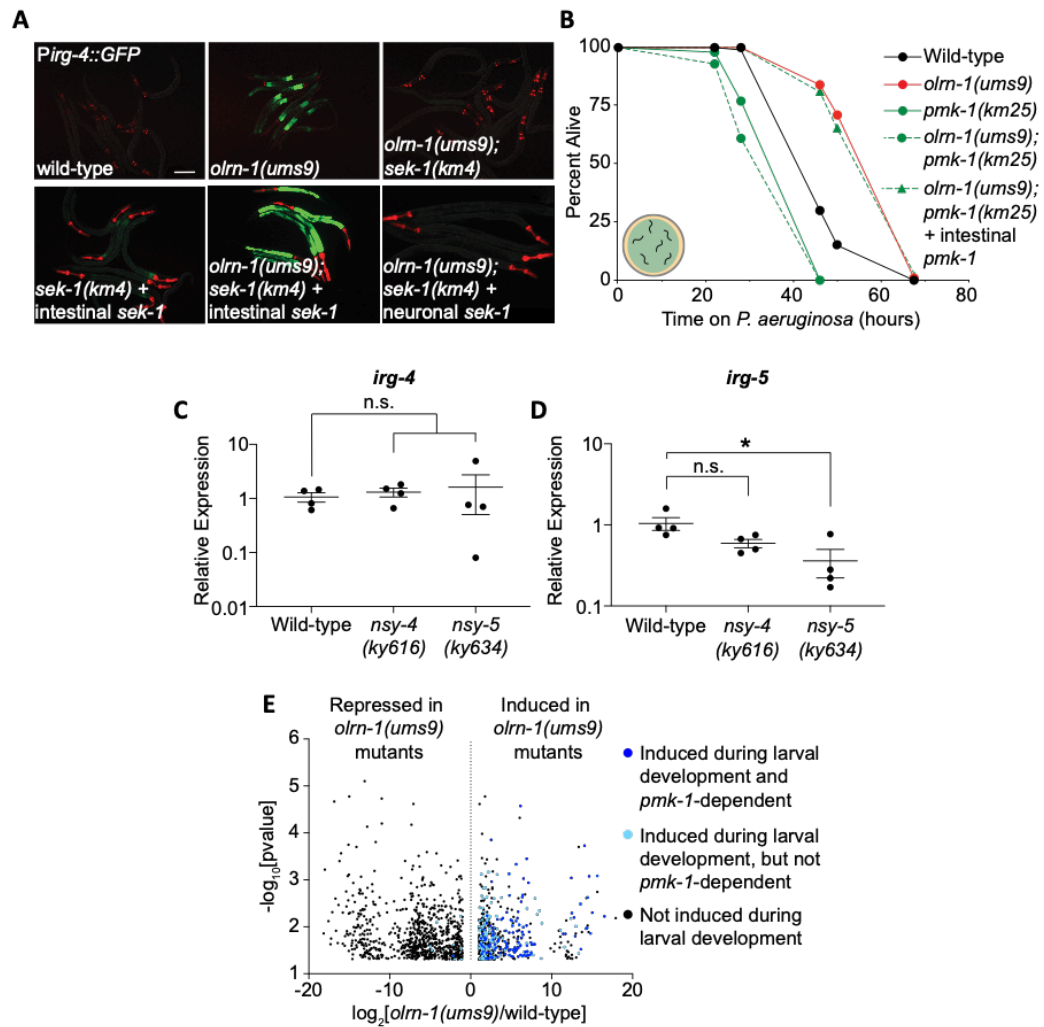 A
Pirg-4::GFP
wild-type
olrn-1(ums9)
olrn-1(ums9);
sek-1(km4)
sek-1(km4) +
intestinal sek-1
olrn-1(ums9);
sek-1(km4) +
intestinal sek-1
olrn-1(ums9);
sek-1(km4) +
neuronal sek-1
B
Percent Alive
100
75
50
25
0
0
20
40
60
80
Time on P. aeruginosa (hours)
Wild-type
olrn-1(ums9)
pmk-1(km25)
olrn-1(ums9);
pmk-1(km25)
olrn-1(ums9);
pmk-1(km25)
+ intestinal
pmk-1
C
irg-4
n.s.
Relative Expression
10
1
0.1
0.01
Wild-type
nsy-4
(ky616)
nsy-5
(ky634)
D
irg-5
*
n.s.
Relative Expression
10
1
0.1
Wild-type
nsy-4
(ky616)
nsy-5
(ky634)
E
Repressed in
olrn-1(ums9)
mutants
Induced in
olrn-1(ums9)
mutants
-log10[pvalue]
6
5
4
3
2
1
-20
-10
0
10
20
log2[olrn-1(ums9)/wild-type]
Induced during larval
development and
pmk-1-dependent
Induced during larval
development, but not
pmk-1-dependent
Not induced during
larval development